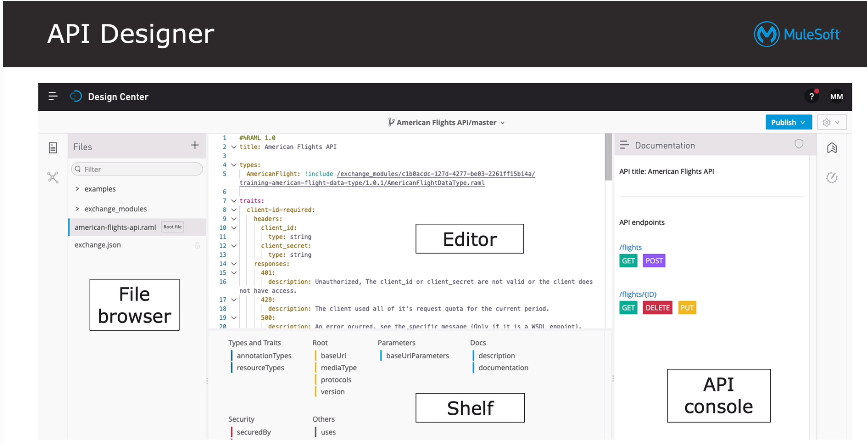 API Designer
MuleSoft
Design Center
?
MM
American Flights API/master
Publish
Files
+
Filter
> examples
> exchange_modules
american-flights-api.raml Root file
exchange.json
File
browser
1 #%RAML 1.0
2 title: American Flights API
3
4 types:
5 AmericanFlight: !include /exchange_modules/c1b0acdc-127d-4277-be03-2261ff15b14a/
training-american-flight-data-type/1.0.1/AmericanFlightDataType.raml
6
7 traits:
8 client-id-required:
9 headers:
10 client_id:
11 type: string
12 client_secret:
13 type: string
14 responses:
15 401:
16 description: Unauthorized, The client_id or client_secret are not valid or the client does
not have access.
17 429:
18 description: The client used all of it's request quota for the current period.
19 500:
20 description: An error ocurred, see the specific message (Only if it is a WSDL enpoint).
Editor
Types and Traits
annotationTypes
resourceTypes
Root
baseUri
mediaType
protocols
version
Parameters
baseUriParameters
Docs
description
documentation
Security
securedBy
Others
uses
Shelf
Documentation
API title: American Flights API
API endpoints
/flights
GET POST
/flights/{ID}
GET DELETE PUT
API
console